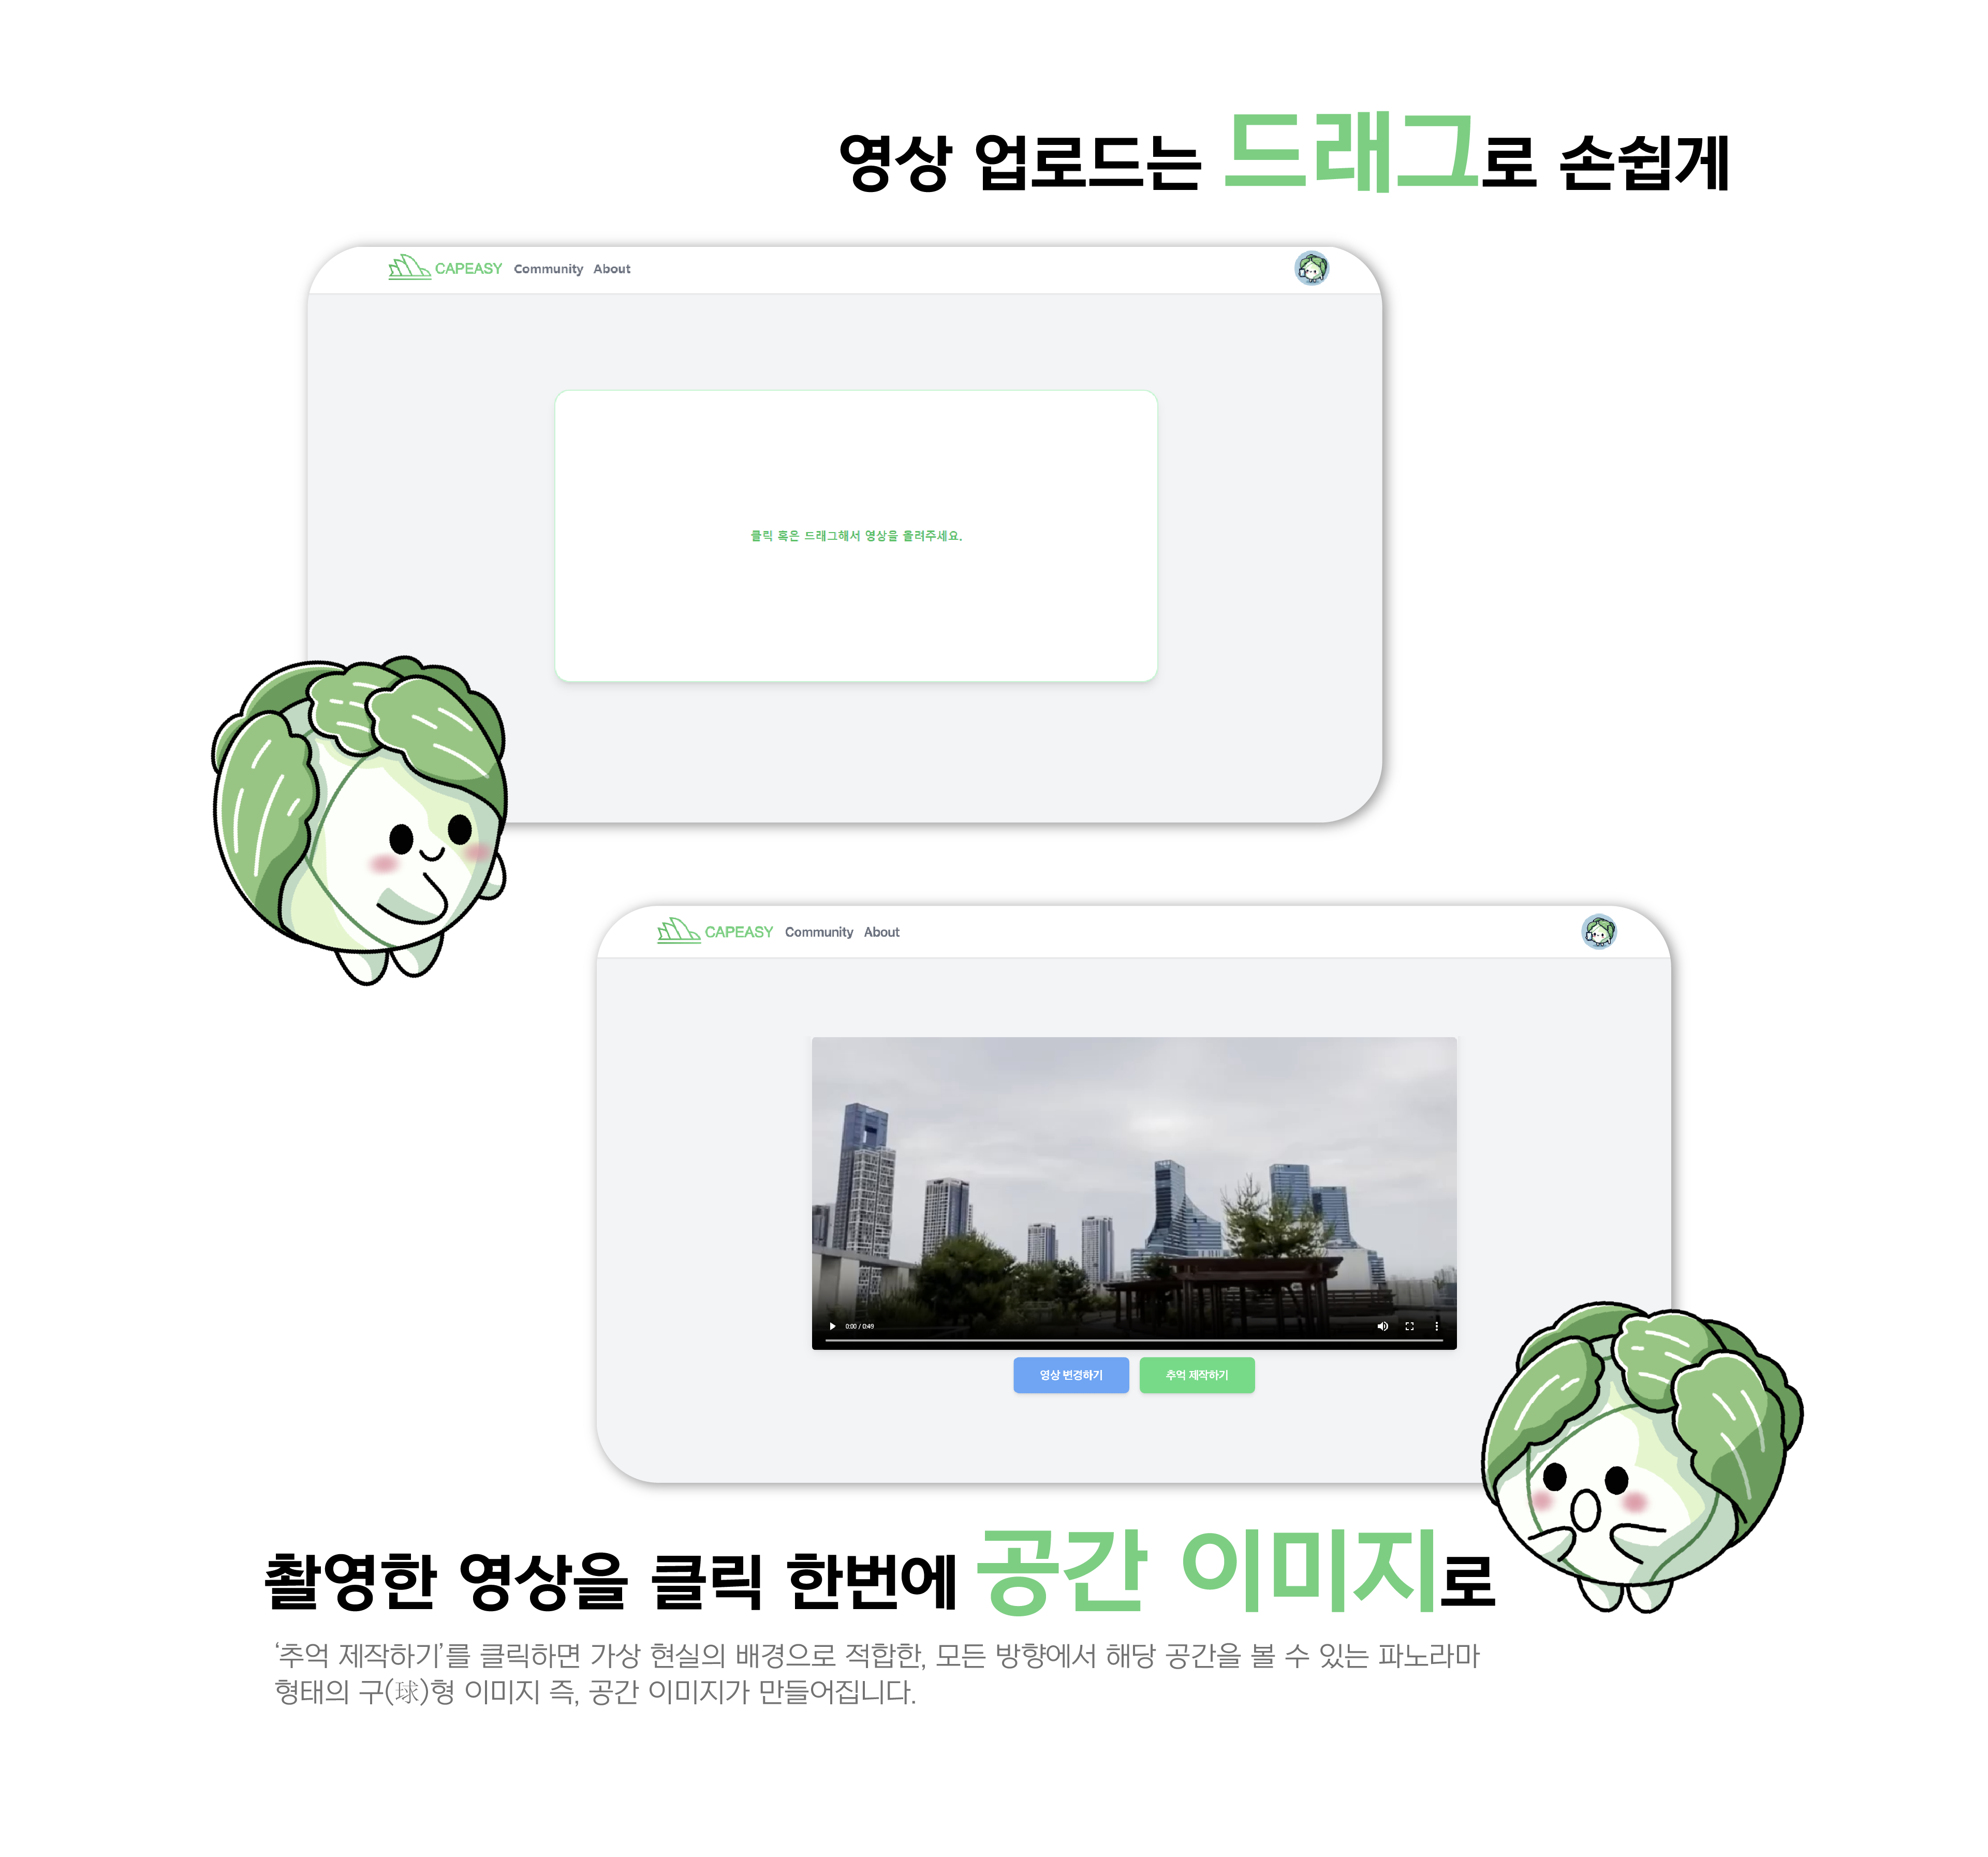 영상 업로드는 드래그로 손쉽게
CAPEASY Community About
클릭 혹은 드래그해서 영상을 올려주세요.
CAPEASY Community About
0:00 / 0:49
영상 변경하기 추억 제작하기
촬영한 영상을 클릭 한번에 공간 이미지로
‘추억 제작하기’를 클릭하면 가상 현실의 배경으로 적합한, 모든 방향에서 해당 공간을 볼 수 있는 파노라마
형태의 구(球)형 이미지 즉, 공간 이미지가 만들어집니다.